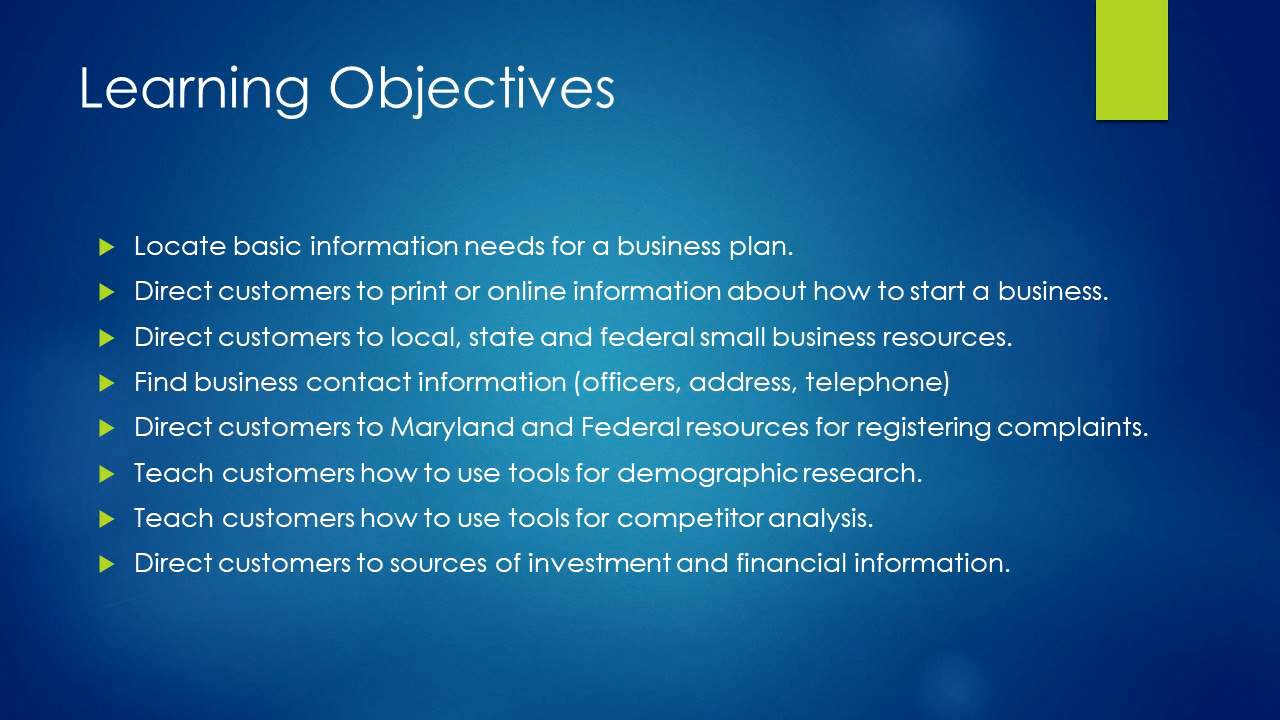 Learning Objectives
Locate basic information needs for a business plan.
Direct customers to print or online information about how to start a business.
Direct customers to local, state and federal small business resources.
Find business contact information (officers, address, telephone)
Direct customers to Maryland and Federal resources for registering complaints.
Teach customers how to use tools for demographic research.
Teach customers how to use tools for competitor analysis.
Direct customers to sources of investment and financial information.